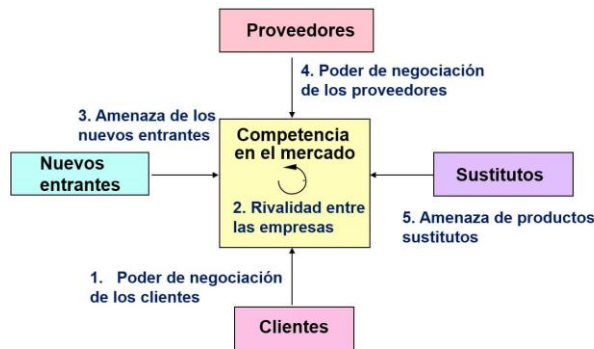 Proveedores
4. Poder de negociación
de los proveedores
3. Amenaza de los
nuevos entrantes
Competencia
en el mercado
Nuevos
entrantes
Sustitutos
2. Rivalidad entre
las empresas
5. Amenaza de productos
sustitutos
1. Poder de negociación
de los clientes
Clientes